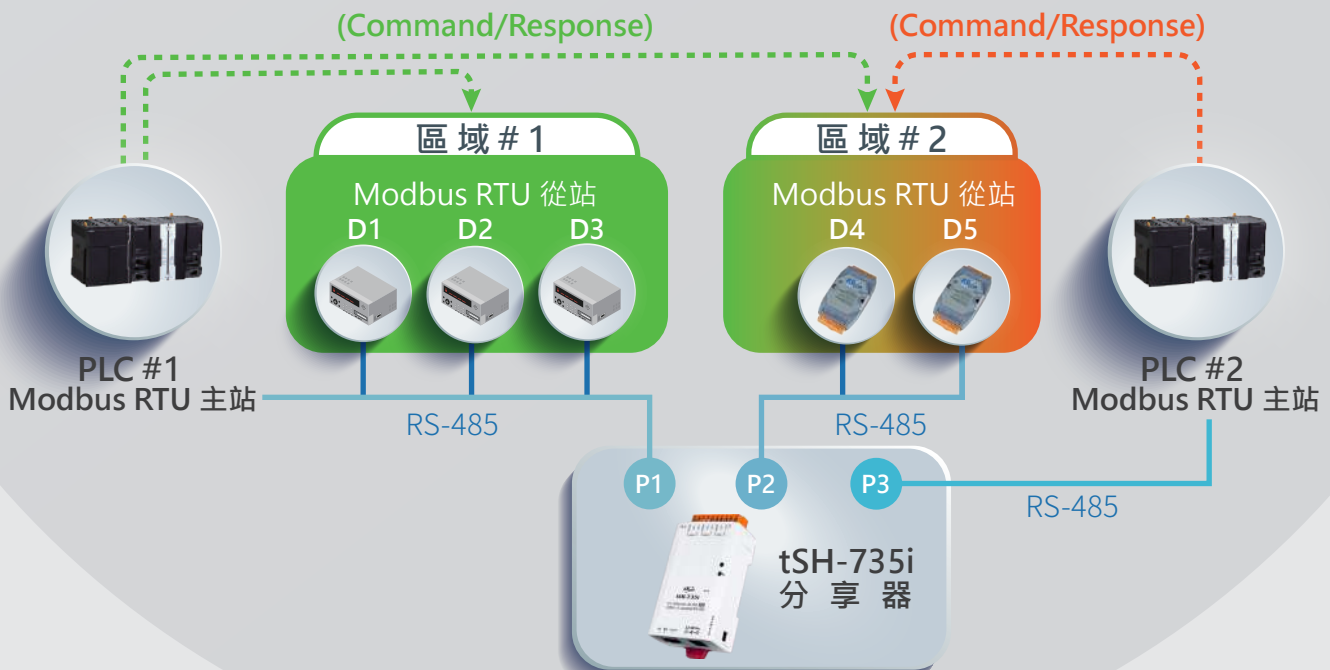 (Command/Response)
(Command/Response)
區域#1
區域#2
Modbus RTU 從站
D1 D2 D3
Modbus RTU 從站
D4 D5
PLC #1
Modbus RTU 主站
PLC #2
Modbus RTU 主站
RS-485
RS-485
P1 P2 P3
RS-485
tSH-735i
分享器